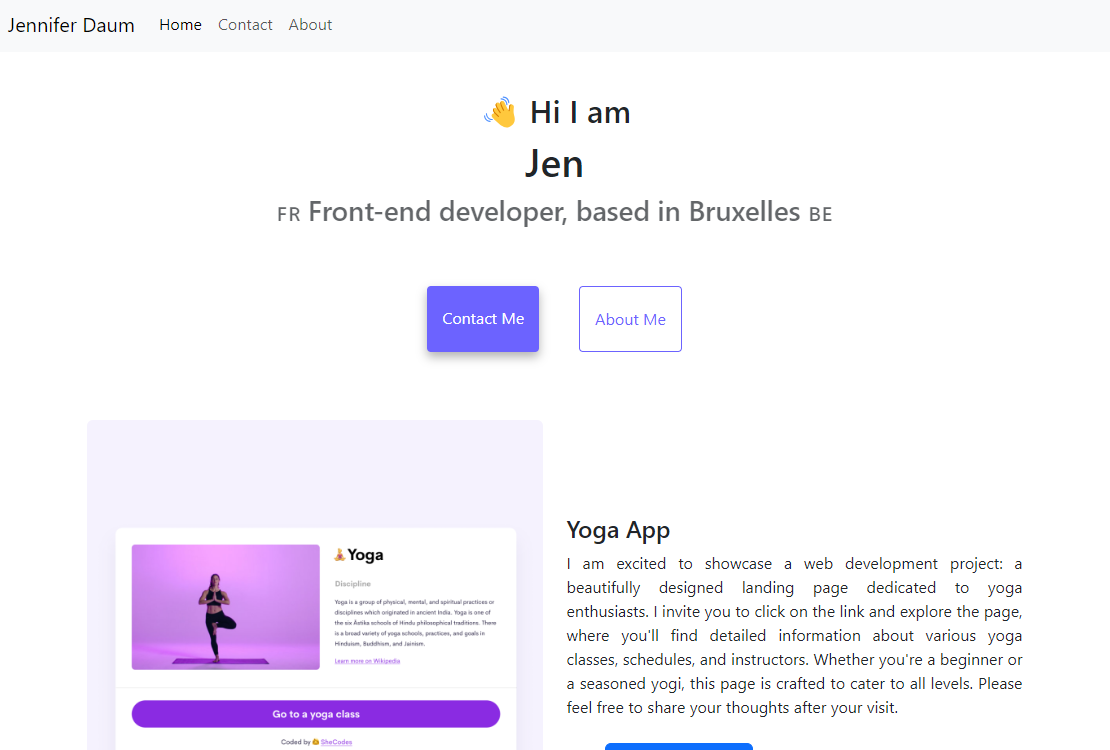 Jennifer Daum Home Contact About
👋 Hi I am
Jen
FR Front-end developer, based in Bruxelles BE
Contact Me About Me
Yoga
Discipline
Yoga is a group of physical, mental, and spiritual practices or
disciplines which originated in ancient India. Yoga is one of
the six Āstika schools of Hindu philosophical traditions. There
is a broad variety of yoga schools, practices, and goals in
Hinduism, Buddhism, and Jainism.
Learn more on Wikipedia
Go to a yoga class
Coded by SheCodes
Yoga App
I am excited to showcase a web development project: a
beautifully designed landing page dedicated to yoga
enthusiasts. I invite you to click on the link and explore the page,
where you'll find detailed information about various yoga
classes, schedules, and instructors. Whether you're a beginner or
a seasoned yogi, this page is crafted to cater to all levels. Please
feel free to share your thoughts after your visit.